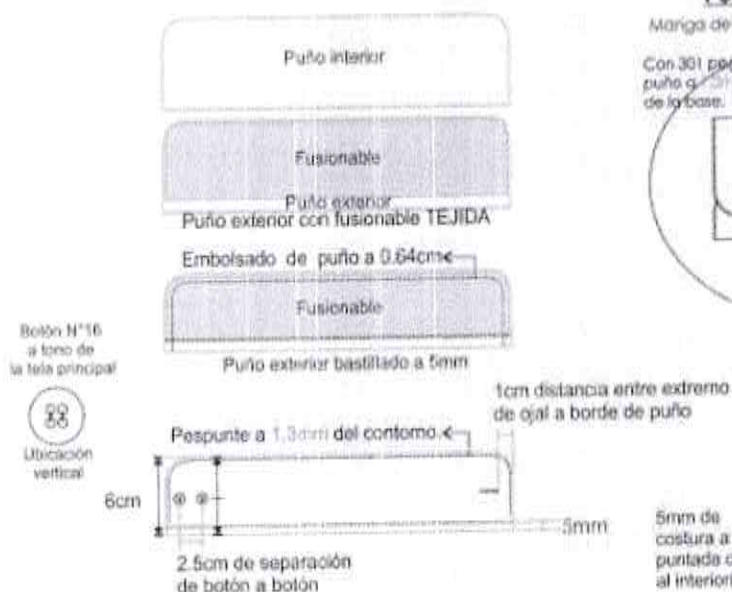 Puño interior
Fusionable
Puño exterior
Puño exterior con fusionable TEJIDA
Embolsado de puño a 0.64cm
Fusionable
Puño exterior bastillado a 5mm
Botón N°16
a tono de
la tela principal
Ubicación
vertical
Pespunte a 1.3mm del contorno.
1cm distancia entre extremo
de ojal a borde de puño
6cm
5mm
2.5cm de separación
de botón a botón
Manga de
Con 301
puño a
de la base.
5mm de
costura a
puntada
al interior